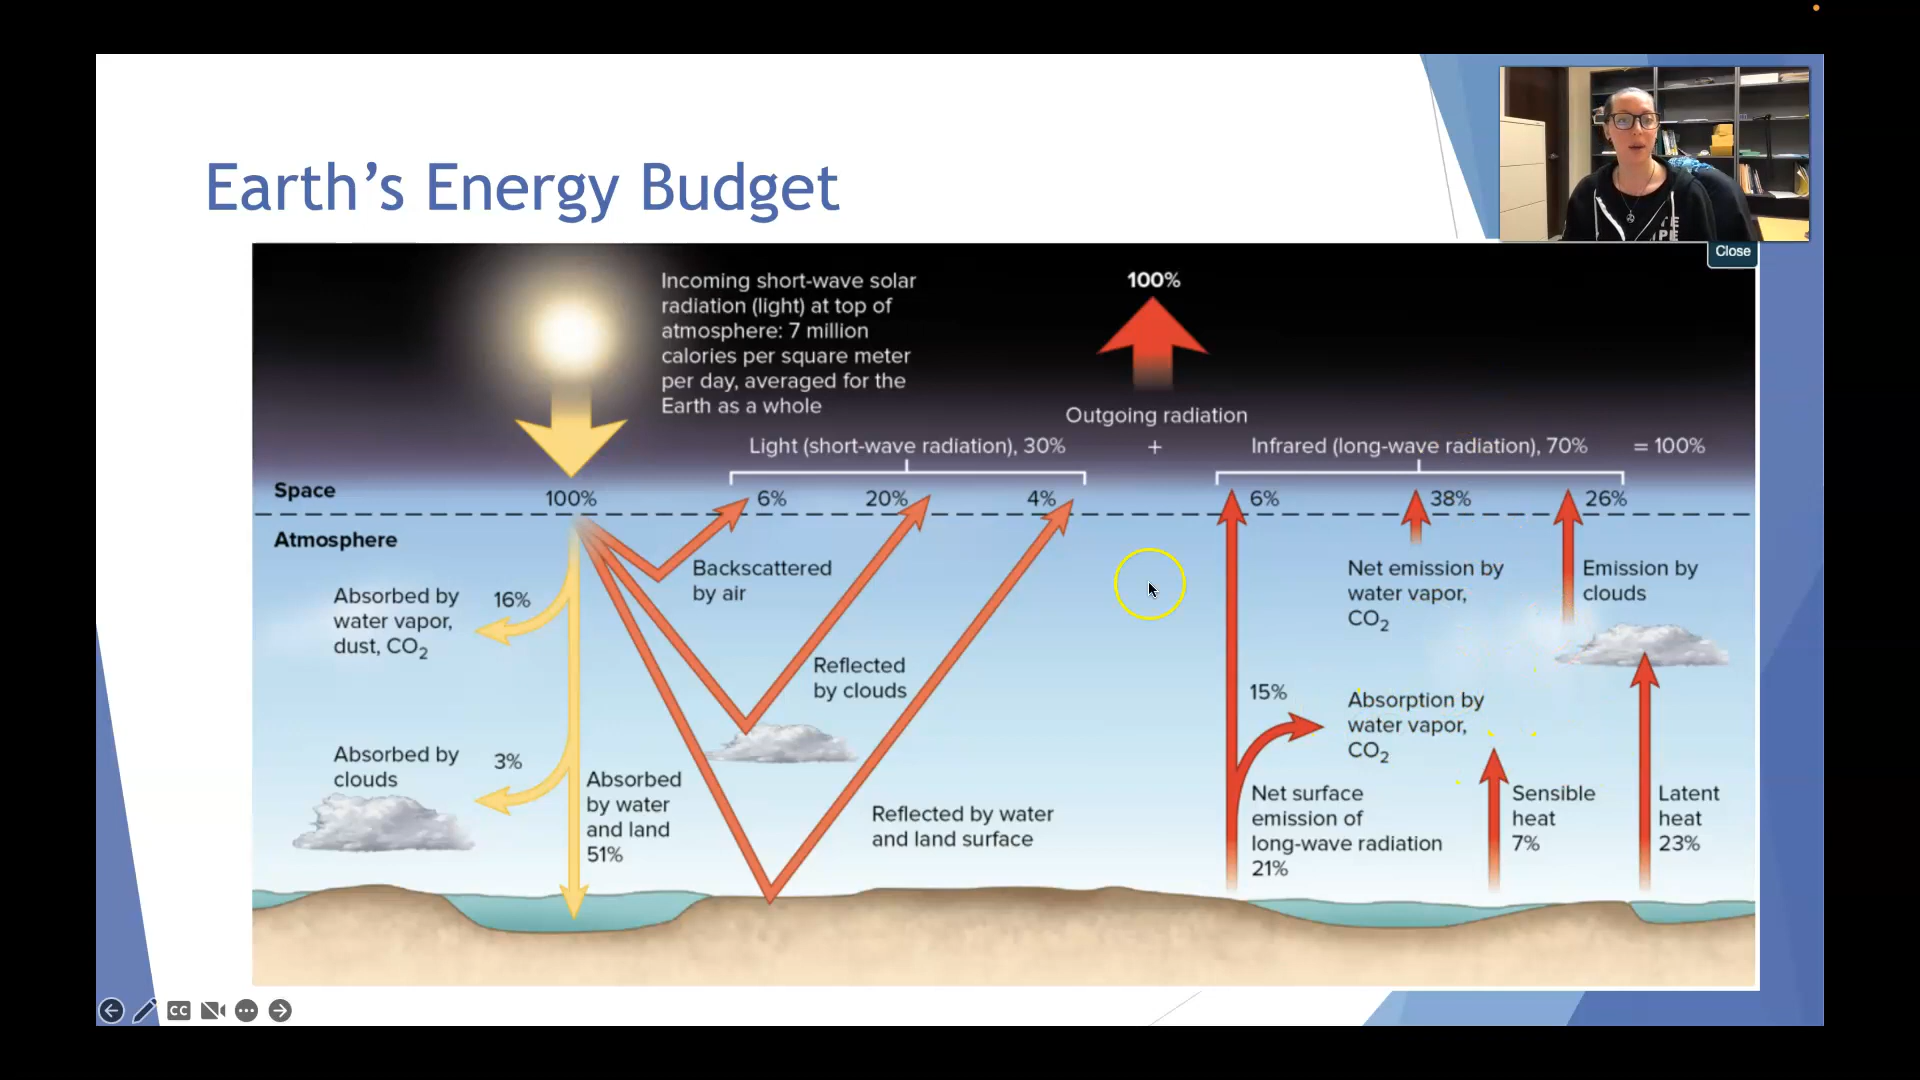 Earth's Energy Budget
Close
Incoming short-wave solar
radiation (light) at top of
atmosphere: 7 million
calories per square meter
per day, averaged for the
Earth as a whole
100%
Outgoing radiation
Light (short-wave radiation), 30%
+
Infrared (long-wave radiation), 70%
= 100%
Space
100%
6%
20%
4%
6%
38%
26%
Atmosphere
Absorbed by
water vapor,
dust, CO₂
16%
Backscattered
by air
Net emission by
water vapor,
CO₂
Emission by
clouds
Reflected
by clouds
15%
Absorption by
water vapor,
CO₂
Absorbed by
clouds
3%
Absorbed
by water
and land
51%
Reflected by water
and land surface
Net surface
emission of
long-wave radiation
21%
Sensible
heat
7%
Latent
heat
23%
CC